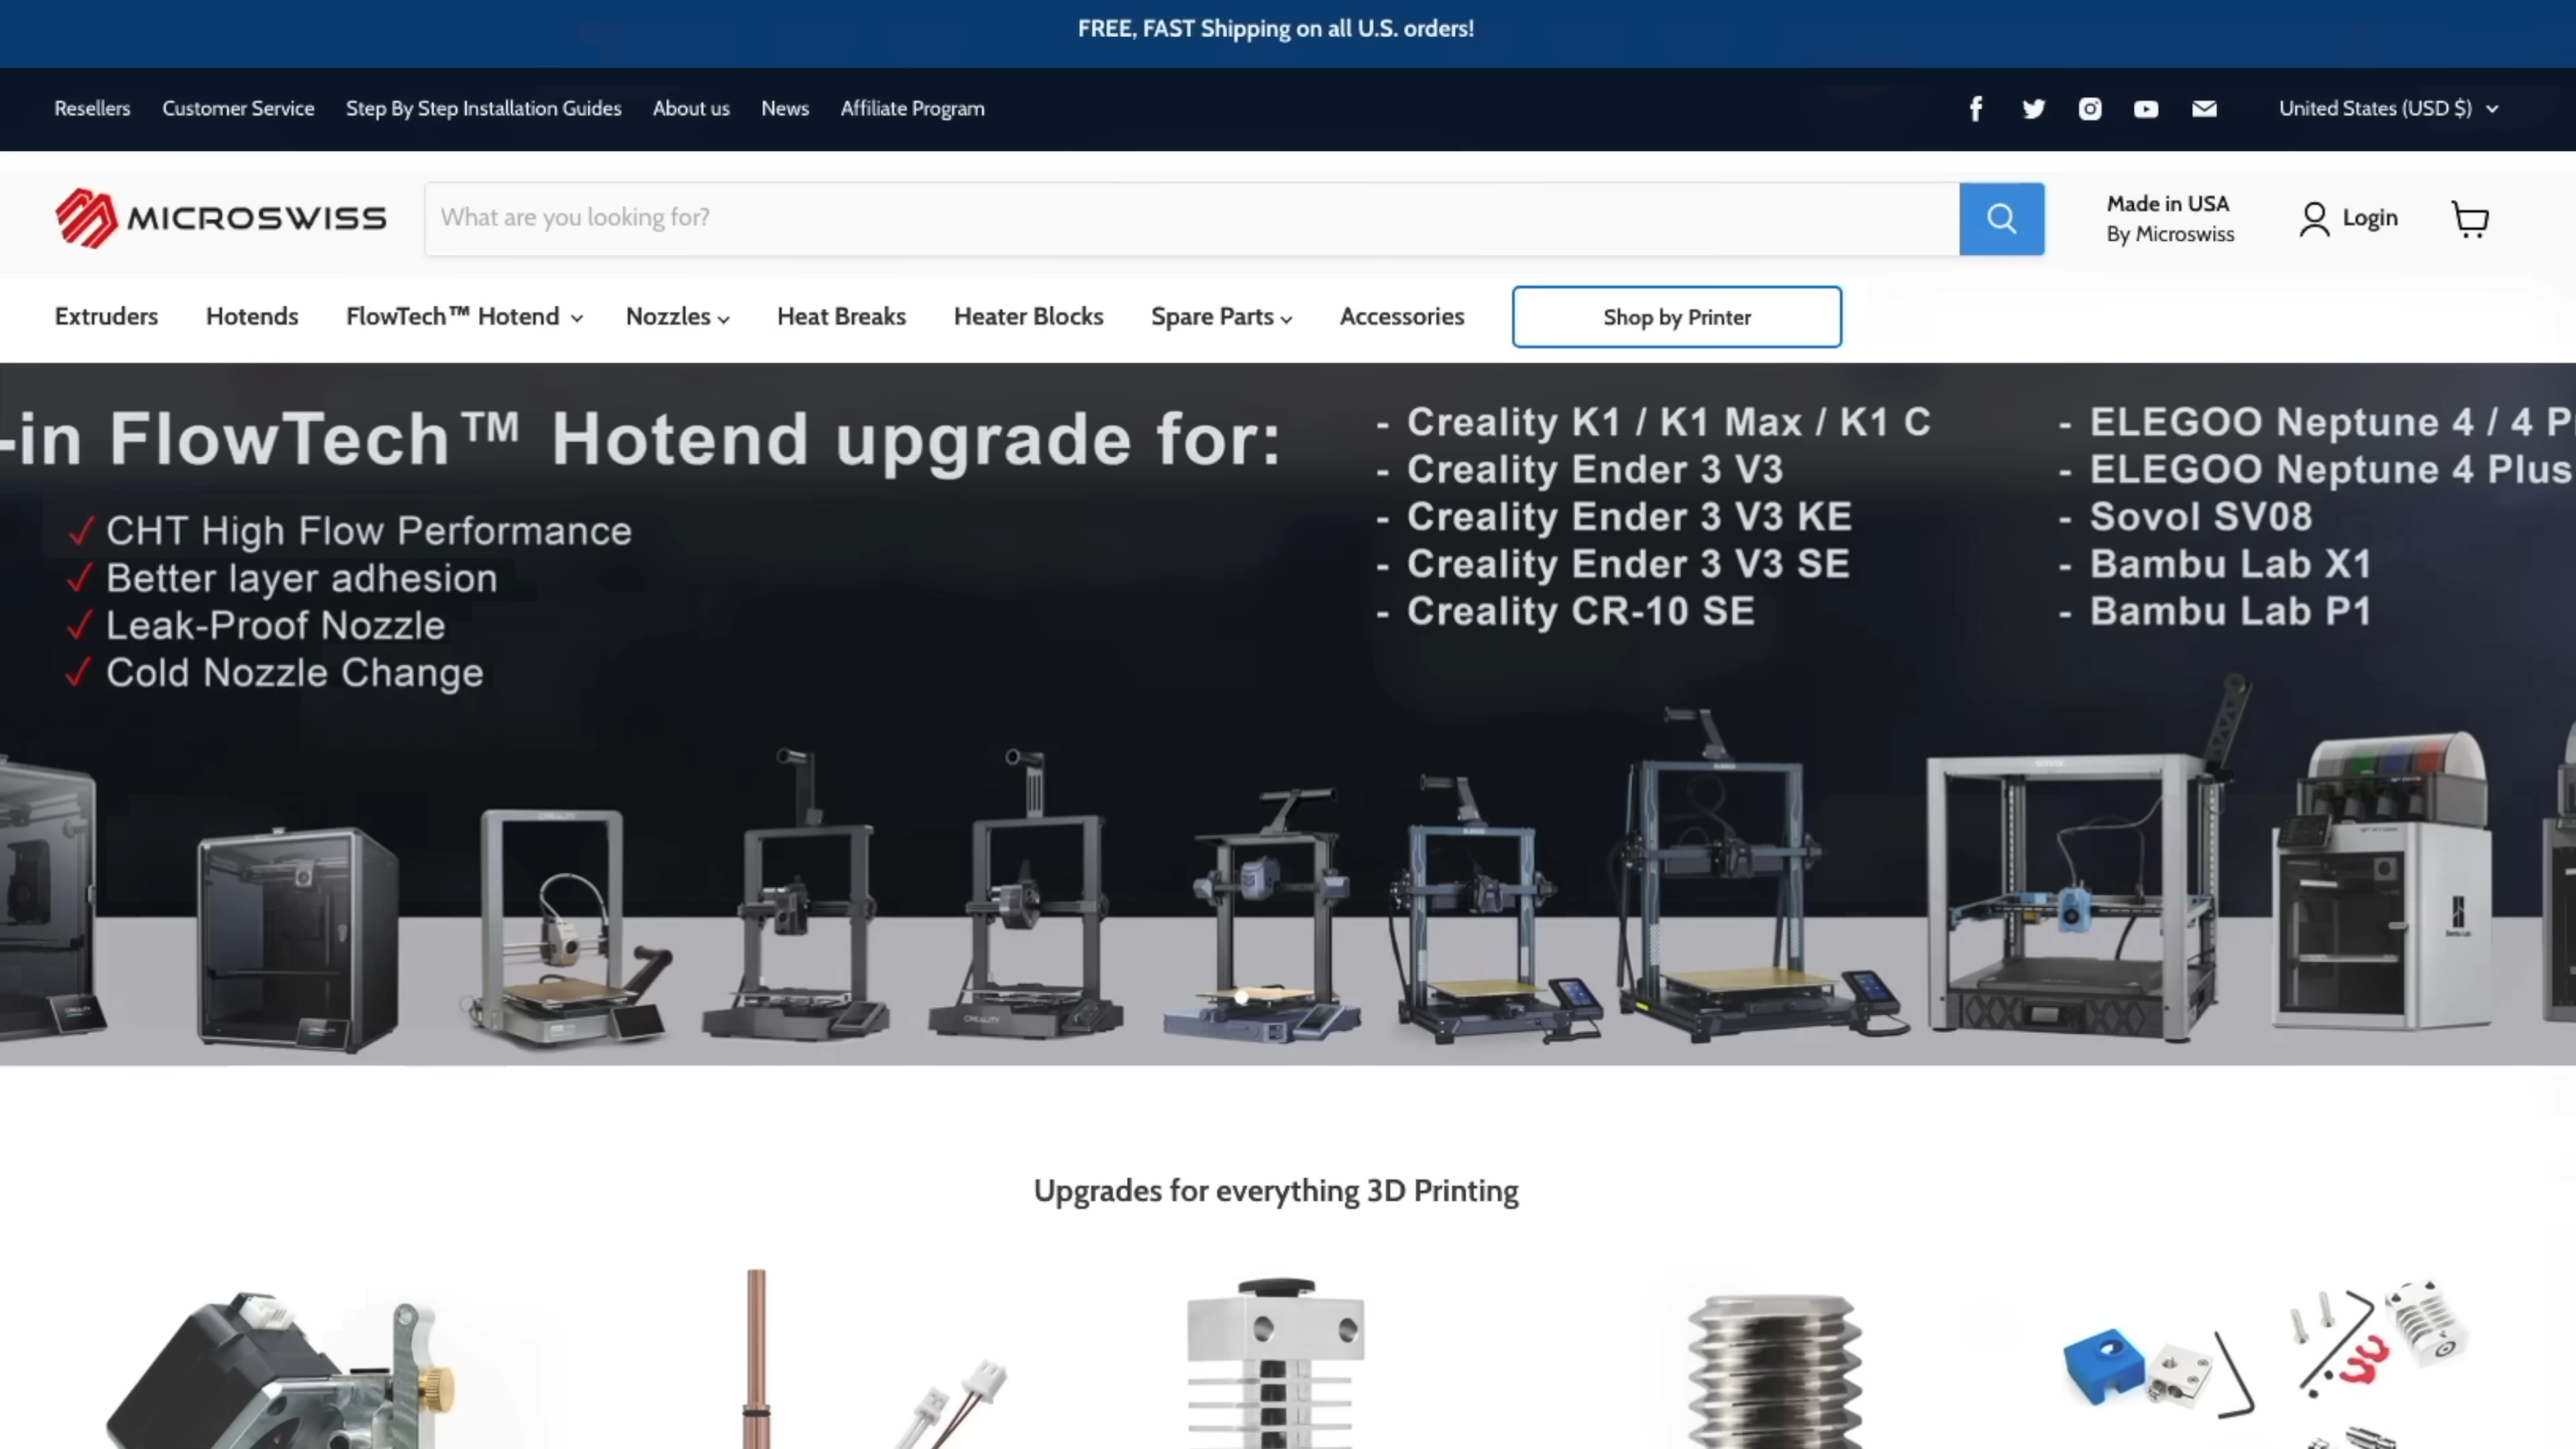 FREE, FAST Shipping on all U.S. orders!
Resellers Customer Service Step By Step Installation Guides About us News Affiliate Program United States (USD $)
MICROSWISS What are you looking for? Made in USA Login
By Microswiss
Extruders Hotends FlowTech™ Hotend Nozzles Heat Breaks Heater Blocks Spare Parts Accessories Shop by Printer
-in FlowTech™ Hotend upgrade for:
✓ CHT High Flow Performance
✓ Better layer adhesion
✓ Leak-Proof Nozzle
✓ Cold Nozzle Change
- Creality K1 / K1 Max / K1 C
- Creality Ender 3 V3
- Creality Ender 3 V3 KE
- Creality Ender 3 V3 SE
- Creality CR-10 SE
- ELEGOO Neptune 4 / 4 P
- ELEGOO Neptune 4 Plus
- Sovol SV08
- Bambu Lab X1
- Bambu Lab P1
CREALITY
Upgrades for everything 3D Printing